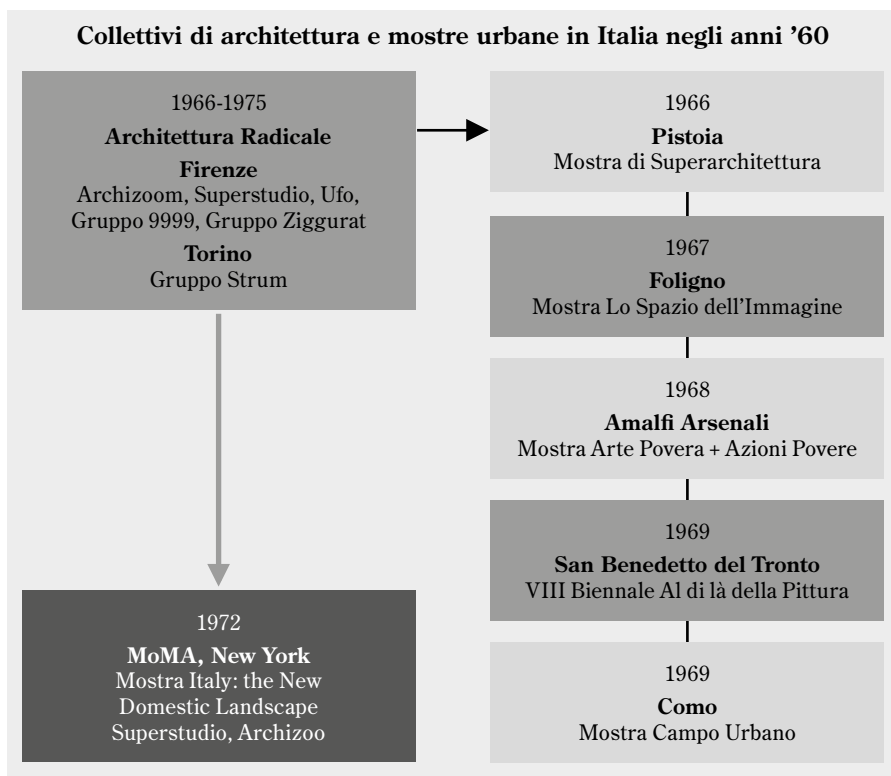 Collettivi di architettura e mostre urbane in Italia negli anni ’60
1966-1975
Architettura Radicale
Firenze
Archizoom, Superstudio, Ufo,
Gruppo 9999, Gruppo Ziggurat
Torino
Gruppo Strum
1972
MoMA, New York
Mostra Italy: the New
Domestic Landscape
Superstudio, Archizoo
1966
Pistoia
Mostra di Superarchitettura
1967
Foligno
Mostra Lo Spazio dell’Immagine
1968
Amalfi Arsenali
Mostra Arte Povera + Azioni Povere
1969
San Benedetto del Tronto
VIII Biennale Al di là della Pittura
1969
Como
Mostra Campo Urbano